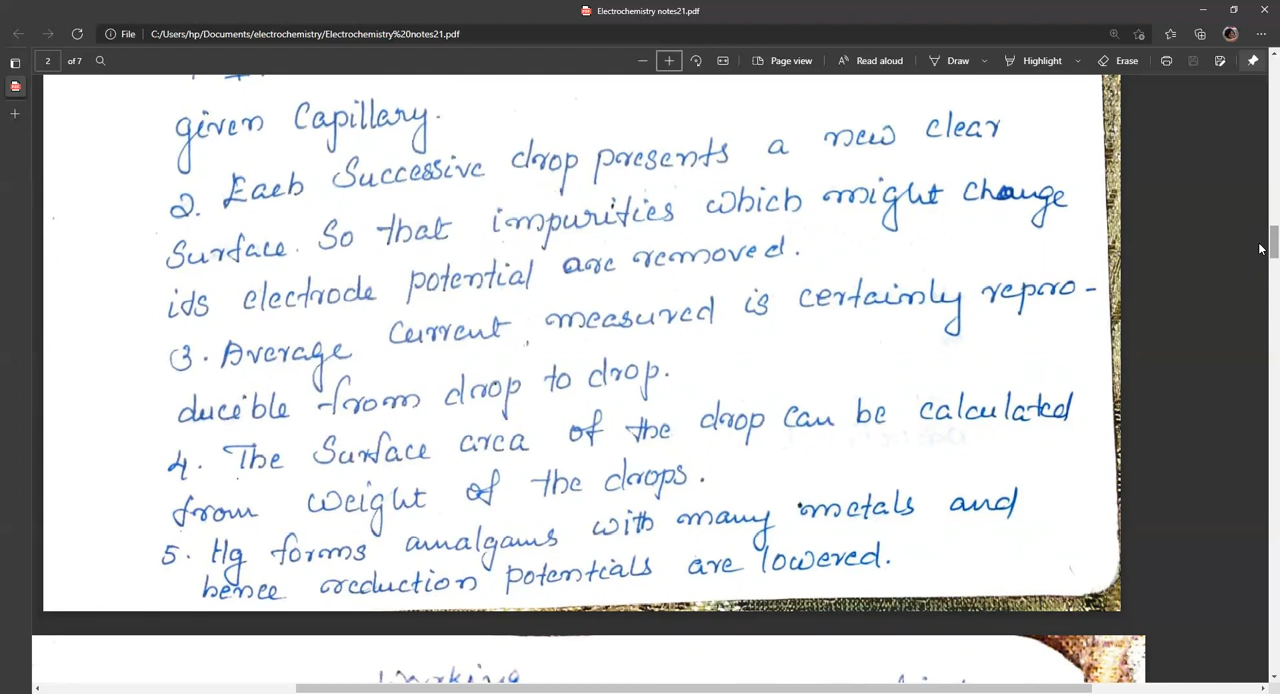 Electrochemistry notes21.pdf
File C:/Users/hp/Documents/electrochemistry/Electrochemistry%20notes21.pdf
2 of 7 Page view Read aloud Draw Highlight Erase
given Capillary.
2. Each Successive drop presents a new clear
Surface. So that impurities which might change
its electrode potential are removed.
3. Average current measured is certainly repro-
ducible from drop to drop.
4. The Surface area of the drop can be calculated
from weight of the drops.
5. Hg forms amalgams with many metals and
hence reduction potentials are lowered.